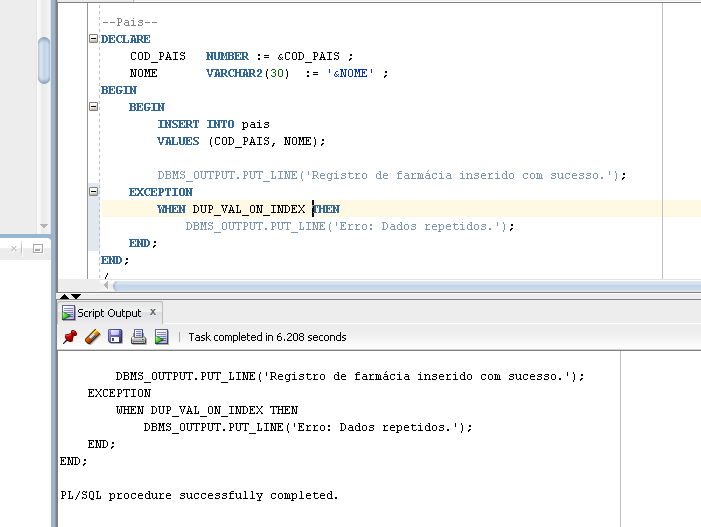 --Pais--
DECLARE
COD_PAIS NUMBER := &COD_PAIS ;
NOME VARCHAR2(30) := '&NOME' ;
BEGIN
BEGIN
INSERT INTO pais
VALUES (COD_PAIS, NOME);
DBMS_OUTPUT.PUT_LINE('Registro de farmácia inserido com sucesso.');
EXCEPTION
WHEN DUP_VAL_ON_INDEX THEN
DBMS_OUTPUT.PUT_LINE('Erro: Dados repetidos.');
END;
END;
/
Script Output x
Task completed in 6.208 seconds
DBMS_OUTPUT.PUT_LINE('Registro de farmácia inserido com sucesso.');
EXCEPTION
WHEN DUP_VAL_ON_INDEX THEN
DBMS_OUTPUT.PUT_LINE('Erro: Dados repetidos.');
END;
END;
PL/SQL procedure successfully completed.